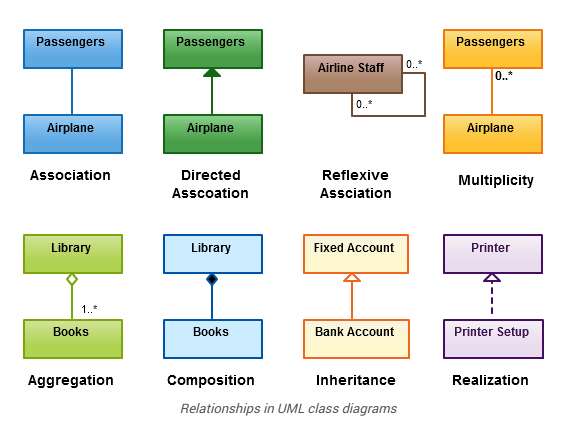 Passengers
Airplane
Association
Passengers
Airplane
Directed
Asscoation
Airline Staff
0..*
0..*
Reflexive
Assciation
Passengers
0..*
Airplane
Multiplicity
Library
1..*
Books
Aggregation
Library
Books
Composition
Fixed Account
Bank Account
Inheritance
Printer
Printer Setup
Realization
Relationships in UML class diagrams